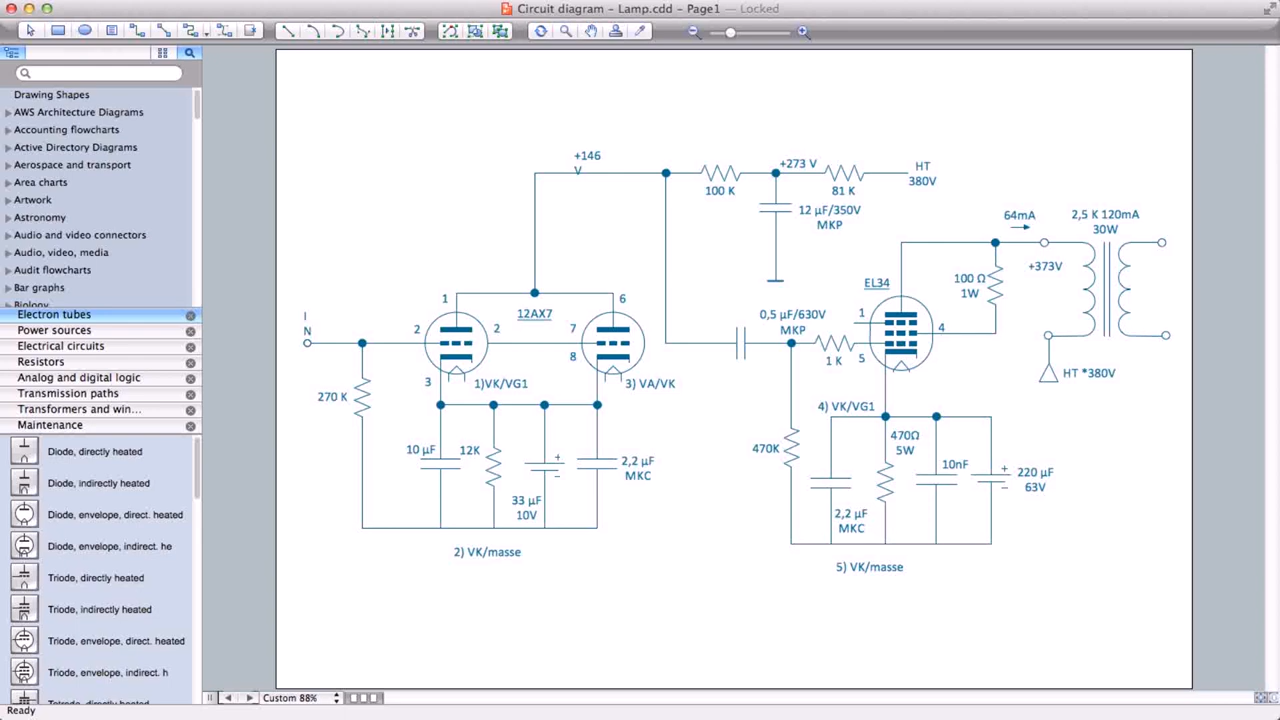 Circuit diagram - Lamp.cdd - Page1 — Locked
Drawing Shapes
AWS Architecture Diagrams
Accounting flowcharts
Active Directory Diagrams
Aerospace and transport
Area charts
Artwork
Astronomy
Audio and video connectors
Audio, video, media
Audit flowcharts
Bar graphs
Biology
Electron tubes
Power sources
Electrical circuits
Resistors
Analog and digital logic
Transmission paths
Transformers and win...
Maintenance
Diode, directly heated
Diode, indirectly heated
Diode, envelope, direct. heated
Diode, envelope, indirect. he
Triode, directly heated
Triode, indirectly heated
Triode, envelope, direct. heated
Triode, envelope, indirect. h
Tetrode, directly heated
Ready
Custom 88%
+146
V
100 K
+273 V
81 K
HT
380V
12 µF/350V
MKP
64mA
2,5 K 120mA
30W
+373V
100 Ω
1W
EL34
1
4
5
HT *380V
I
N
1
2
3
12AX7
2
7
8
6
1)VK/VG1
3) VA/VK
0,5 µF/630V
MKP
1 K
270 K
10 µF
12K
33 µF
10V
+
–
2,2 µF
MKC
2) VK/masse
4) VK/VG1
470K
2,2 µF
MKC
470Ω
5W
10nF
+
–
220 µF
63V
5) VK/masse